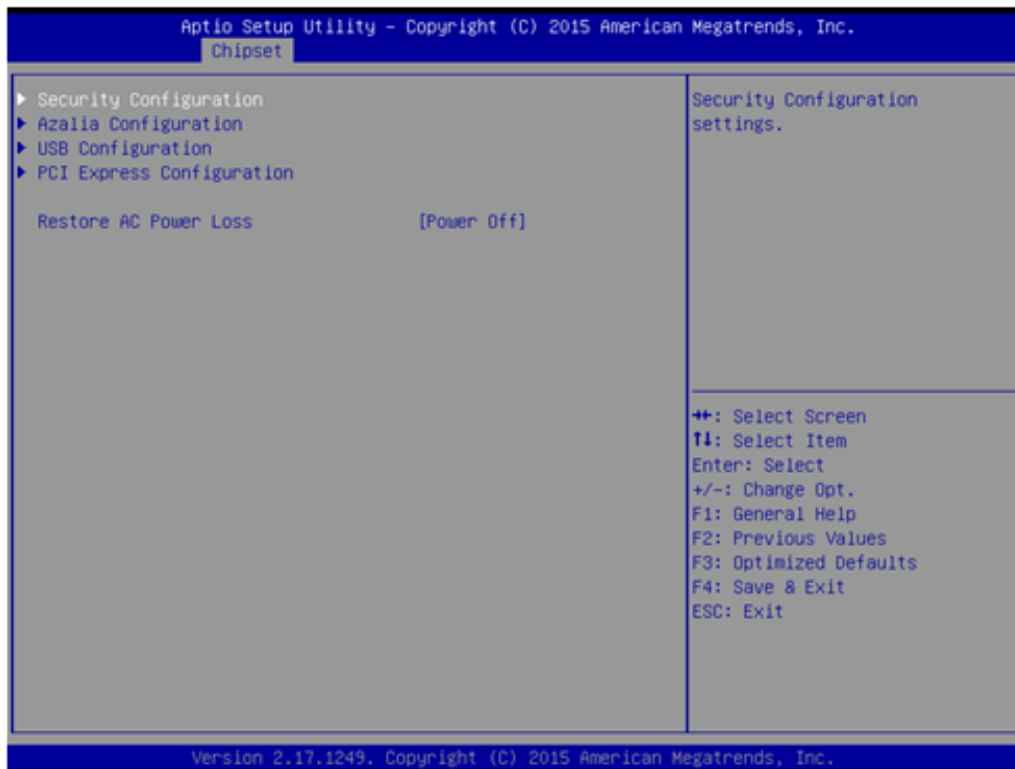 Aptio Setup Utility – Copyright (C) 2015 American Megatrends, Inc.
Chipset
Security Configuration
Azalia Configuration
USB Configuration
PCI Express Configuration
Restore AC Power Loss [Power Off]
Security Configuration
settings.
→←: Select Screen
↑↓: Select Item
Enter: Select
+/-: Change Opt.
F1: General Help
F2: Previous Values
F3: Optimized Defaults
F4: Save & Exit
ESC: Exit
Version 2.17.1249. Copyright (C) 2015 American Megatrends, Inc.